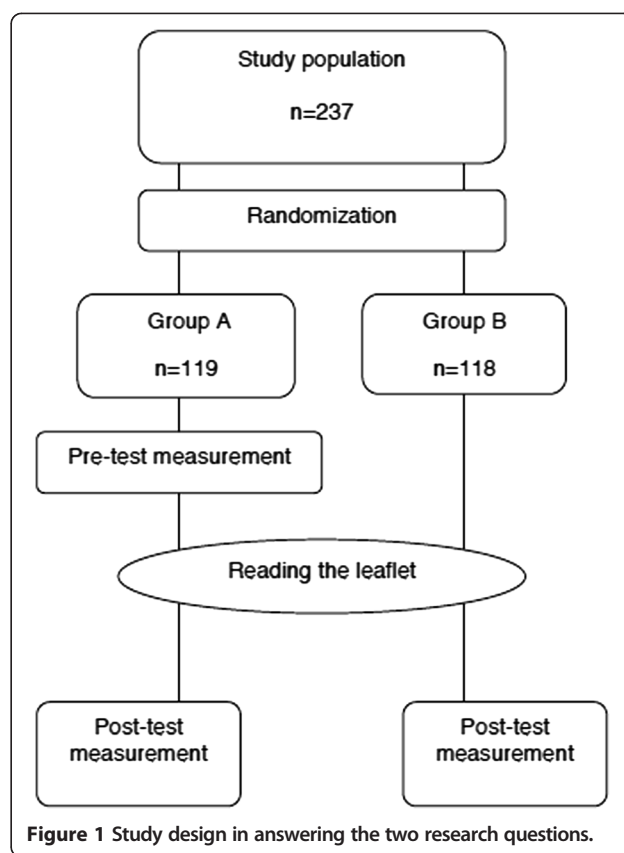 Study population
n=237
Randomization
Group A
n=119
Group B
n=118
Pre-test measurement
Reading the leaflet
Post-test
measurement
Post-test
measurement
Figure 1 Study design in answering the two research questions.